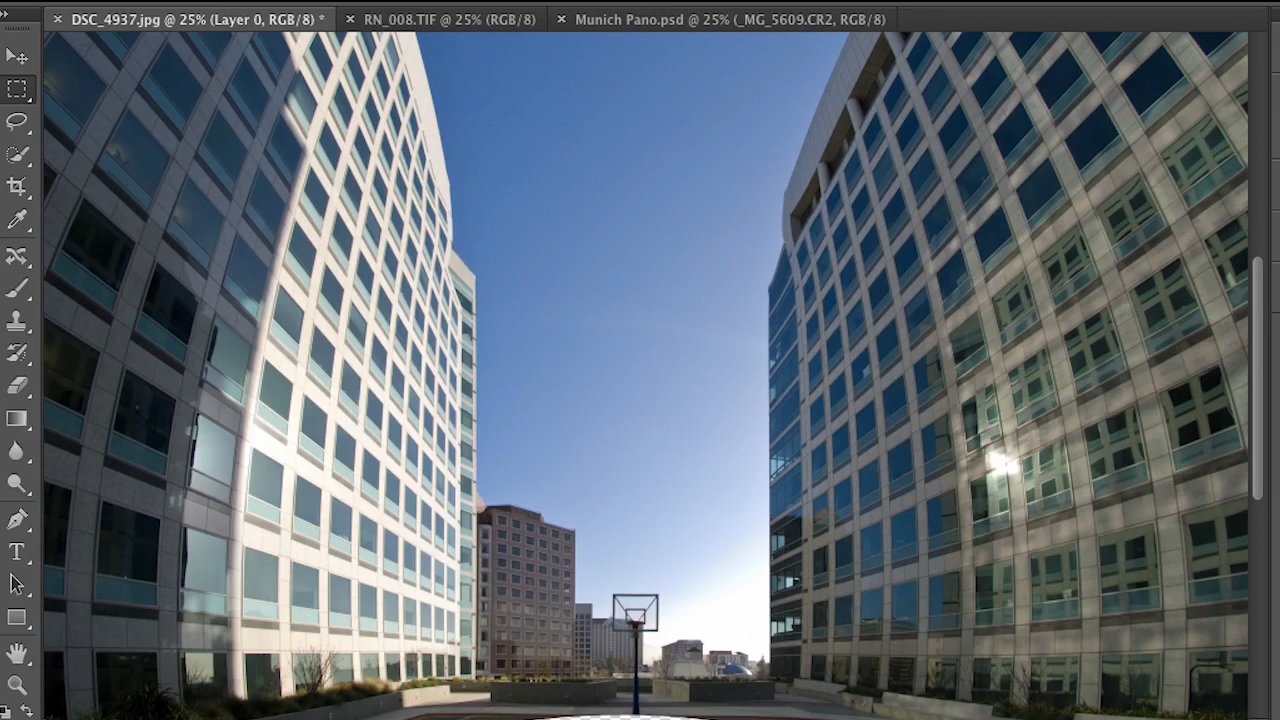 × DSC_4937.jpg @ 25% (Layer 0, RGB/8) * × RN_008.TIF @ 25% (RGB/8) × Munich Pano.psd @ 25% (_MG_5609.CR2, RGB/8)